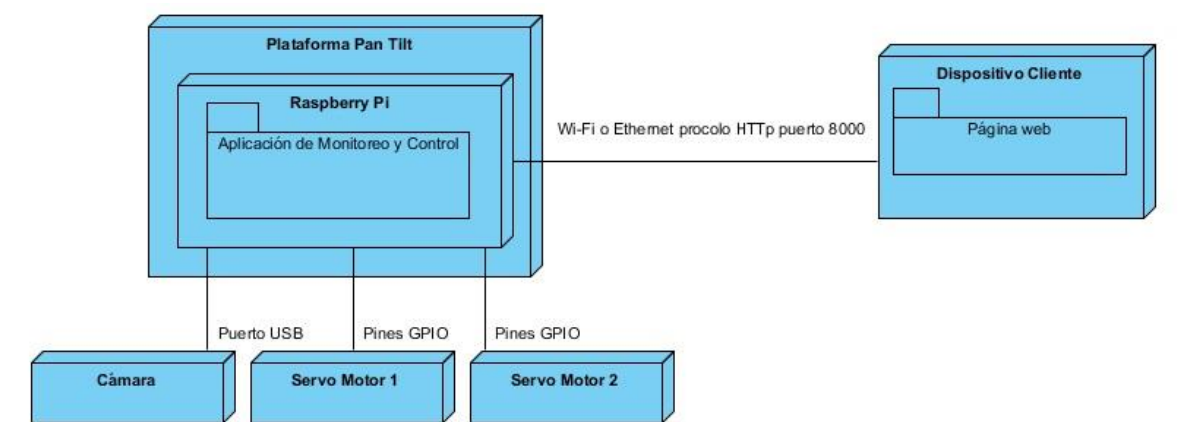 Plataforma Pan Tilt
Raspberry Pi
Aplicación de Monitoreo y Control
Wi-Fi o Ethernet procolo HTTp puerto 8000
Dispositivo Cliente
Página web
Puerto USB
Pines GPIO
Pines GPIO
Cámara
Servo Motor 1
Servo Motor 2